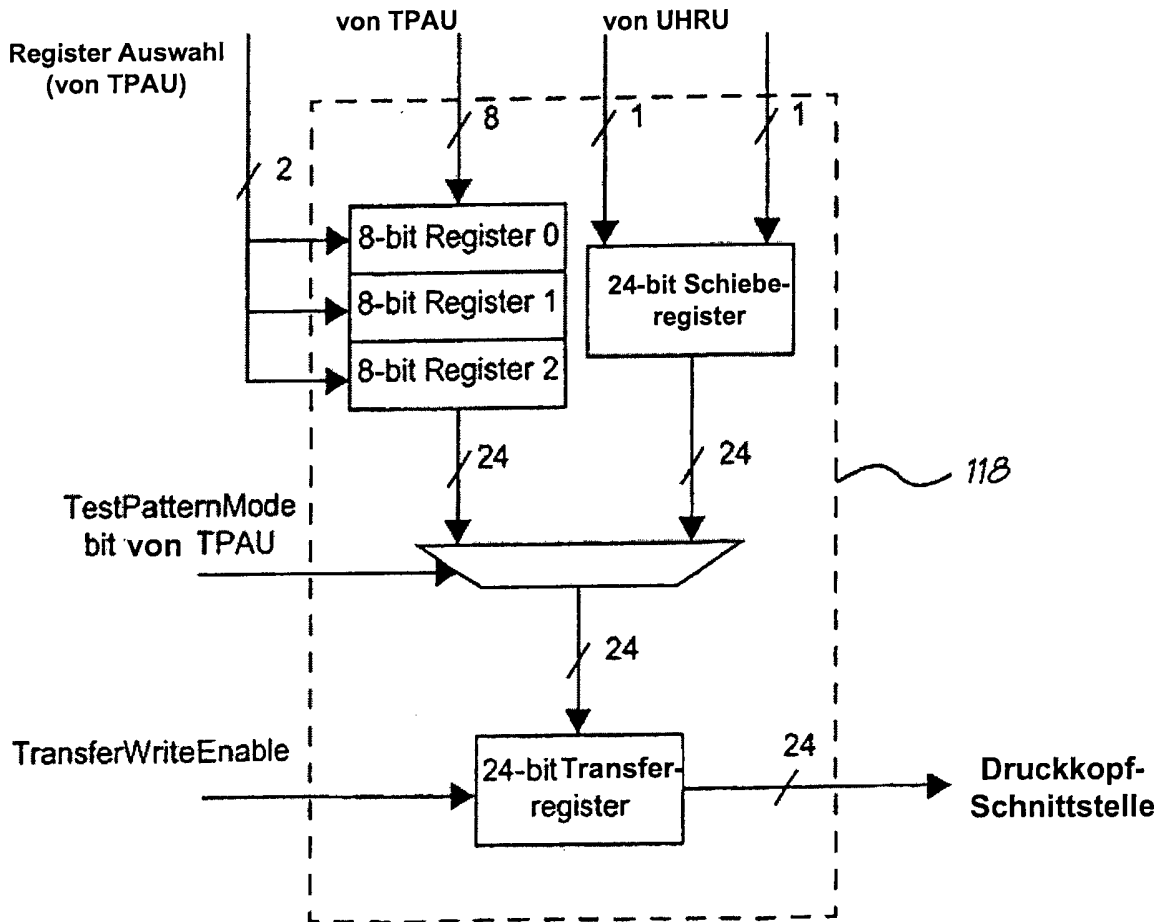 von TPAU
von UHRU
Register Auswahl
(von TPAU)
8
1
1
2
8-bit Register 0
8-bit Register 1
8-bit Register 2
24-bit Schiebe-
register
24
24
118
TestPatternMode
bit von TPAU
24
TransferWriteEnable
24-bit Transfer-
register
24
Druckkopf-
Schnittstelle